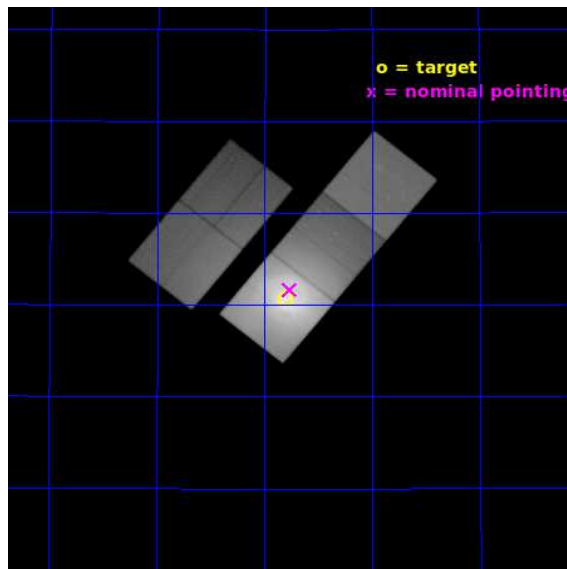 o = target
x = nominal pointing